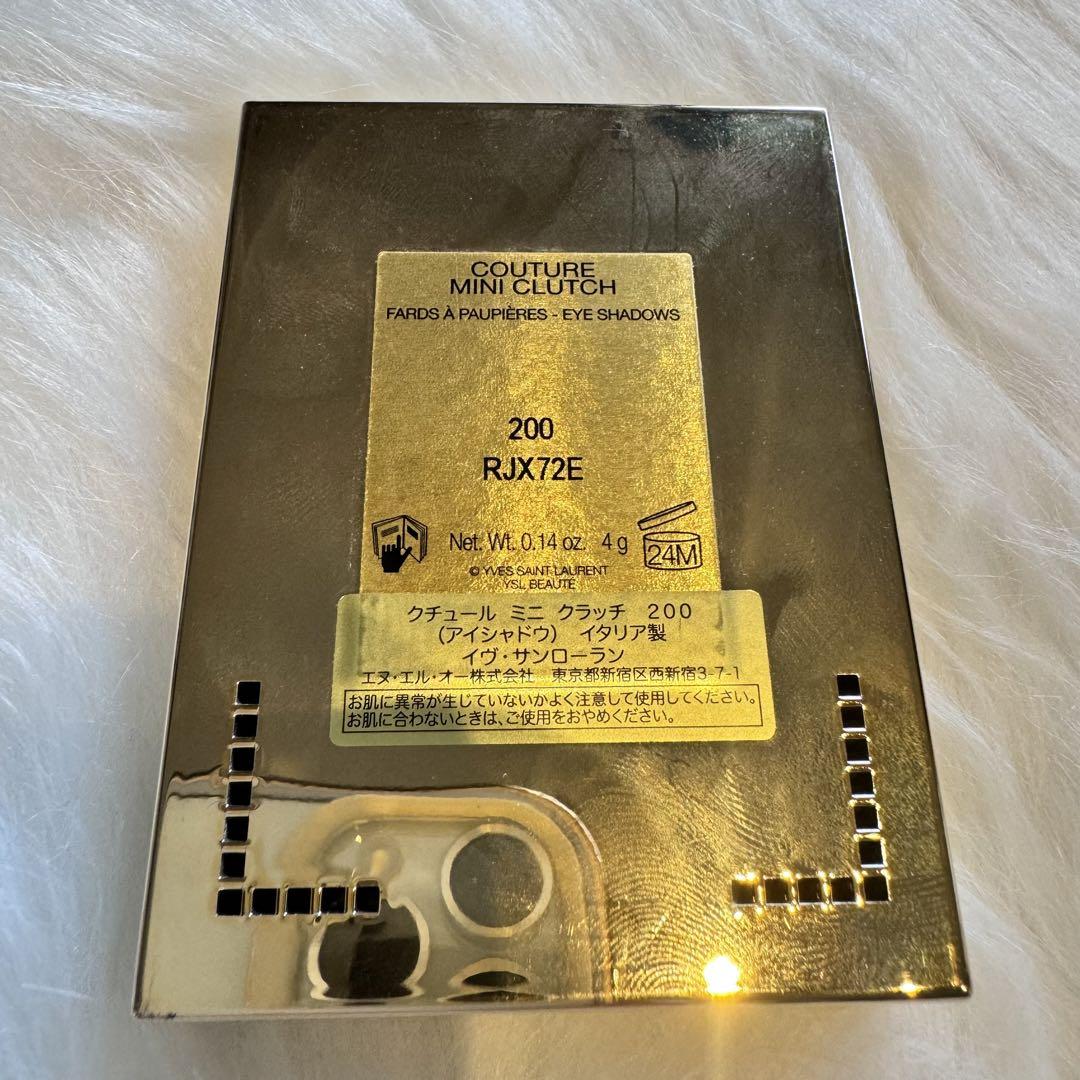 COUTURE
MINI CLUTCH
FARDS À PAUPIÈRES - EYE SHADOWS
200
RJX72E
Net. Wt. 0.14 oz. 4 g
24M
© YVES SAINT LAURENT
YSL BEAUTÉ
クチュール ミニ クラッチ 200
(アイシャドウ) イタリア製
イヴ・サンローラン
エヌ・エル・オー株式会社 東京都新宿区西新宿3-7-1
お肌に異常が生じていないかよく注意して使用してください。
お肌に合わないときは、ご使用をおやめください。